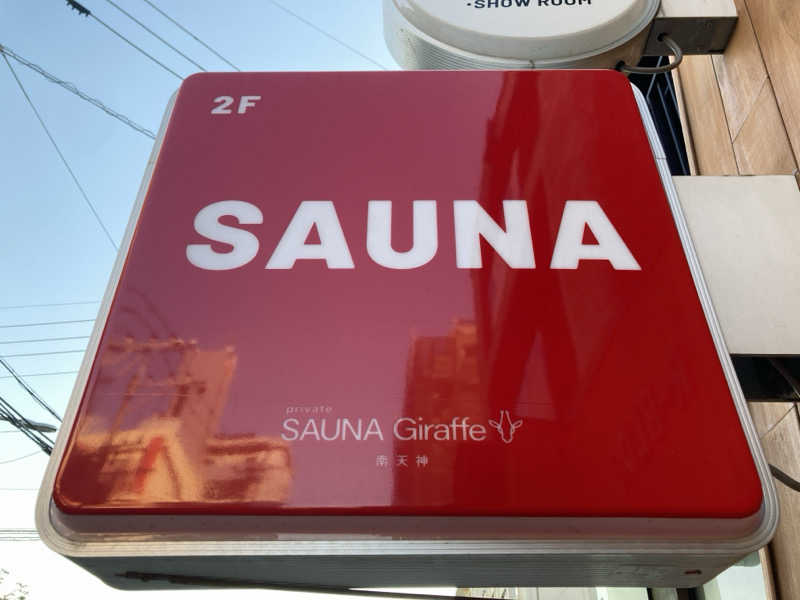 ·SHOW ROOM
2F
SAUNA
private
SAUNA Giraffe
南天神